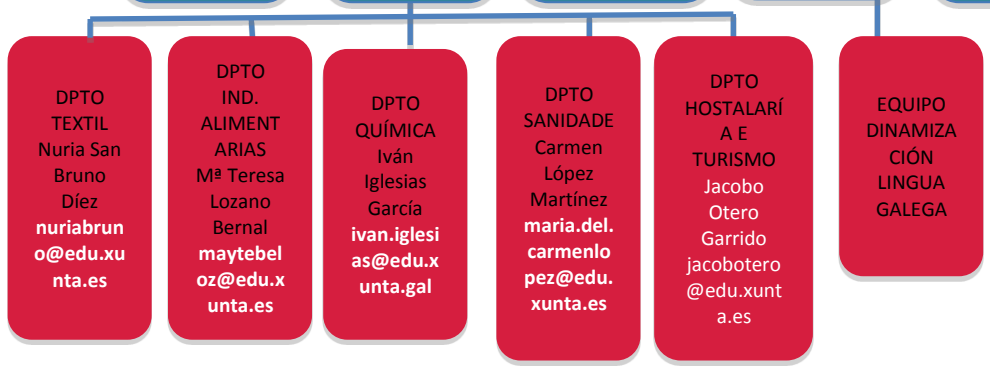 DPTO
TEXTIL
Nuria San
Bruno
Díez
nuriabrun
o@edu.xu
nta.es
DPTO
IND.
ALIMENT
ARIAS
Mª Teresa
Lozano
Bernal
maytebel
oz@edu.x
unta.es
DPTO
QUÍMICA
Iván
Iglesias
García
ivan.iglesi
as@edu.x
unta.gal
DPTO
SANIDADE
Carmen
López
Martínez
maria.del.
carmenlo
pez@edu.
xunta.es
DPTO
HOSTALARÍ
A E
TURISMO
Jacobo
Otero
Garrido
jacobotero
@edu.xunt
a.es
EQUIPO
DINAMIZA
CIÓN
LINGUA
GALEGA